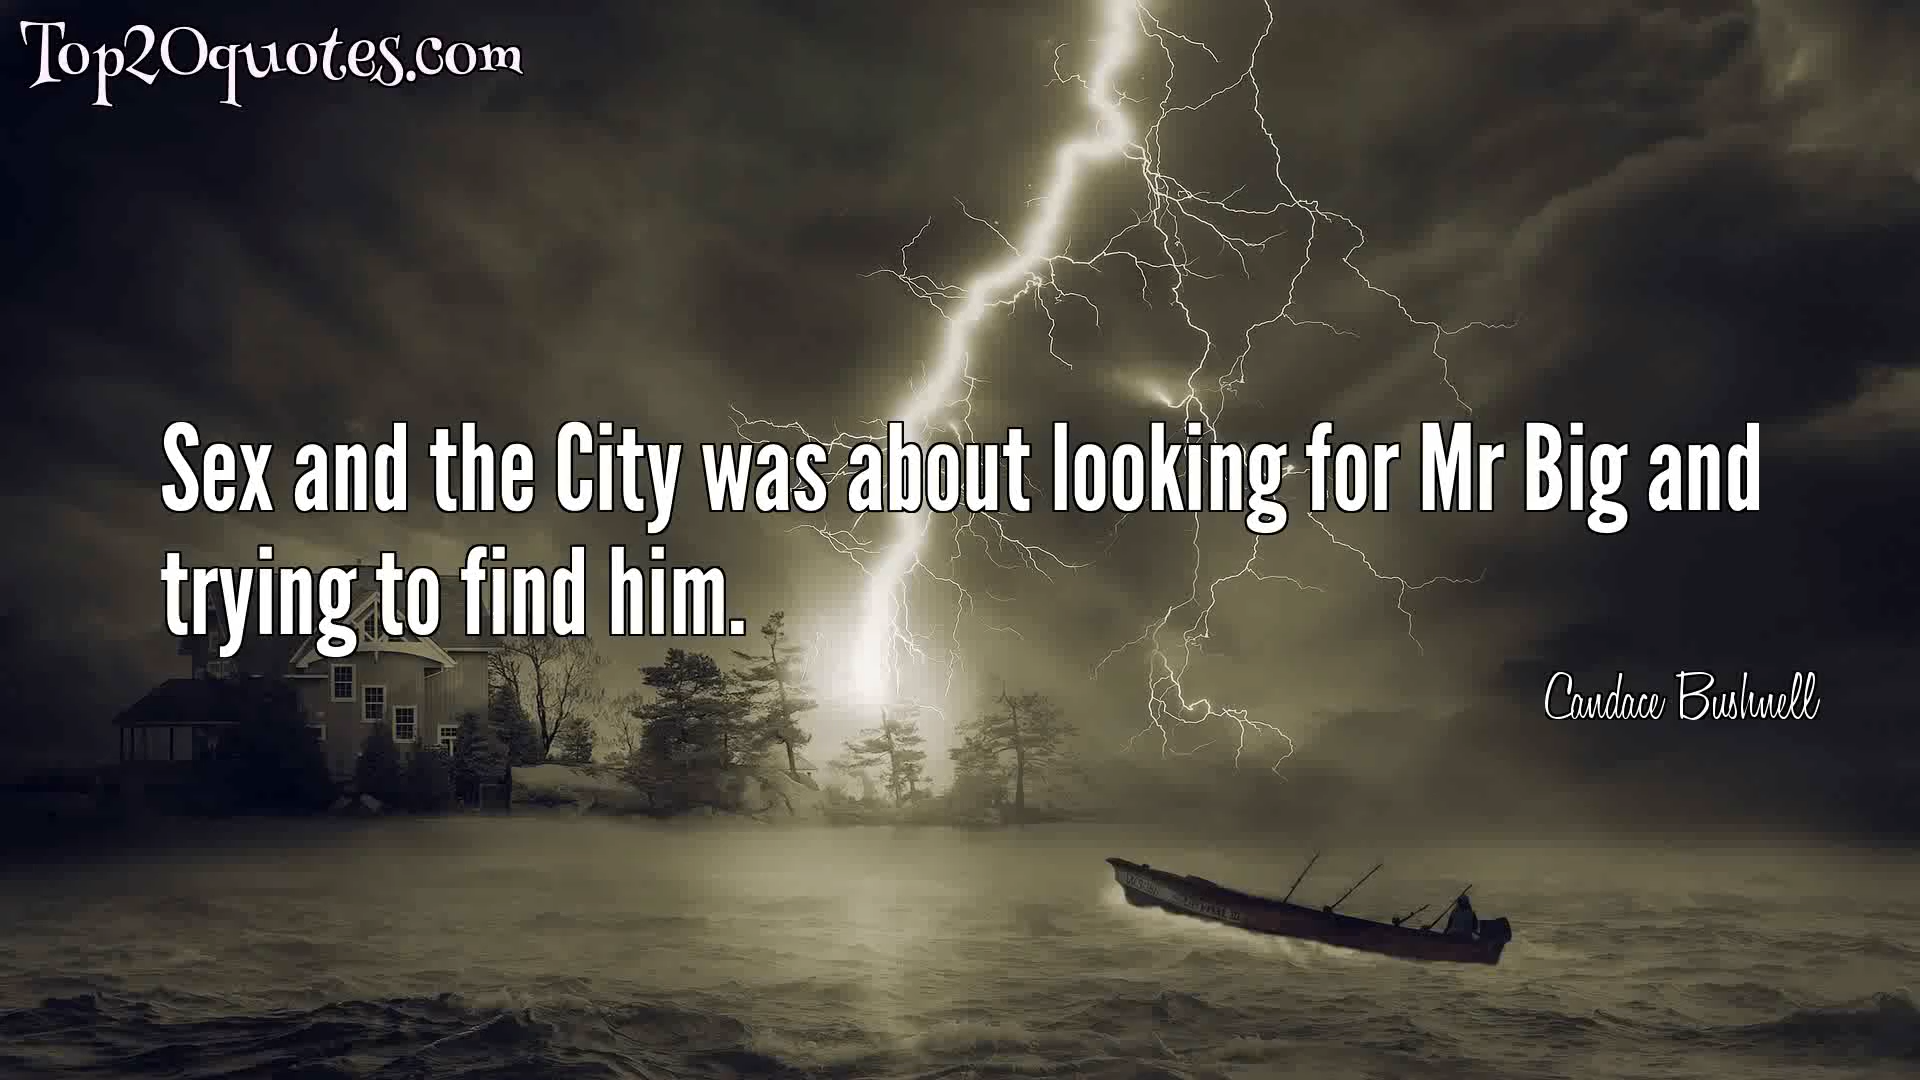 Top20quotes.com
Sex and the City was about looking for Mr Big and
trying to find him.
Candace Bushnell